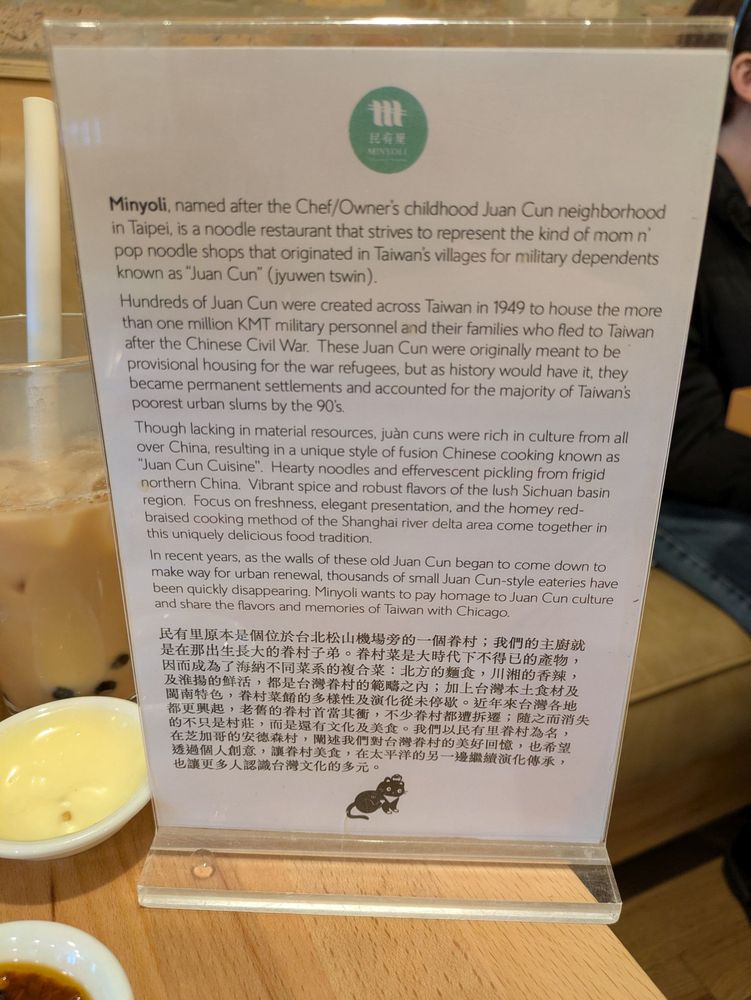 民有里
MINYOLI
Minyoli, named after the Chef/Owner's childhood Juan Cun neighborhood
in Taipei, is a noodle restaurant that strives to represent the kind of mom n'
pop noodle shops that originated in Taiwan's villages for military dependents
known as "Juan Cun" (jyuwen tswin).
Hundreds of Juan Cun were created across Taiwan in 1949 to house the more
than one million KMT military personnel and their families who fled to Taiwan
after the Chinese Civil War. These Juan Cun were originally meant to be
provisional housing for the war refugees, but as history would have it, they
became permanent settlements and accounted for the majority of Taiwan's
poorest urban slums by the 90's.
Though lacking in material resources, juàn cuns were rich in culture from all
over China, resulting in a unique style of fusion Chinese cooking known as
"Juan Cun Cuisine". Hearty noodles and effervescent pickling from frigid
northern China. Vibrant spice and robust flavors of the lush Sichuan basin
region. Focus on freshness, elegant presentation, and the homey red-
braised cooking method of the Shanghai river delta area come together in
this uniquely delicious food tradition.
In recent years, as the walls of these old Juan Cun began to come down to
make way for urban renewal, thousands of small Juan Cun-style eateries have
been quickly disappearing. Minyoli wants to pay homage to Juan Cun culture
and share the flavors and memories of Taiwan with Chicago.
民有里原本是個位於台北松山機場旁的一個眷村；我們的主廚就
是在那出生長大的眷村子弟。眷村菜是大時代下不得已的產物，
因而成為了海納不同菜系的複合菜：北方的麵食，川湘的香辣，
及淮揚的鮮活，都是台灣眷村的範疇之內；加上台灣本土食材及
閩南特色，眷村菜餚的多樣性及演化從未停歇。近年來台灣各地
都更興起，老舊的眷村首當其衝，不少眷村都遭拆遷；隨之而消失
的不只是村莊，而是還有文化及美食。我們以民有里眷村為名，
在芝加哥的安德森村，闡述我們對台灣眷村的美好回憶，也希望
透過個人創意，讓眷村美食，在太平洋的另一邊繼續演化傳承，
也讓更多人認識台灣文化的多元。